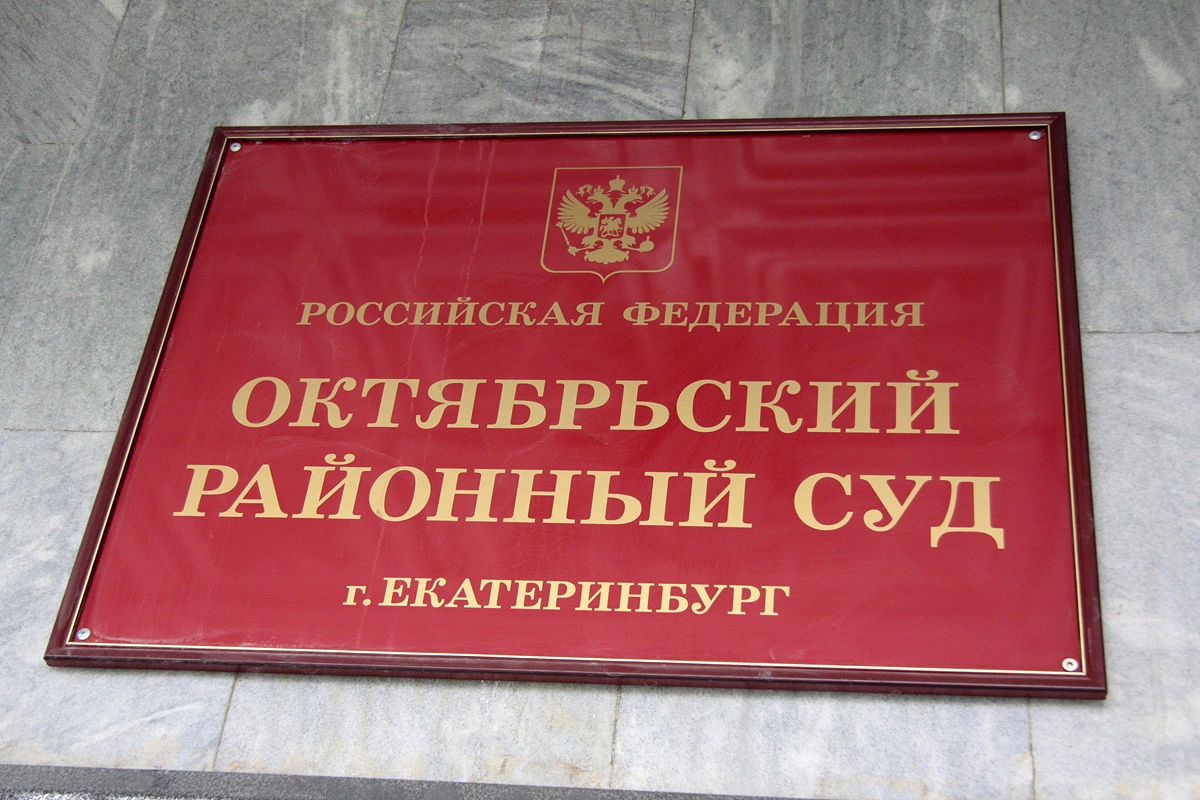 РОССИЙСКАЯ ФЕДЕРАЦИЯ
ОКТЯБРЬСКИЙ
РАЙОННЫЙ СУД
г. ЕКАТЕРИНБУРГ